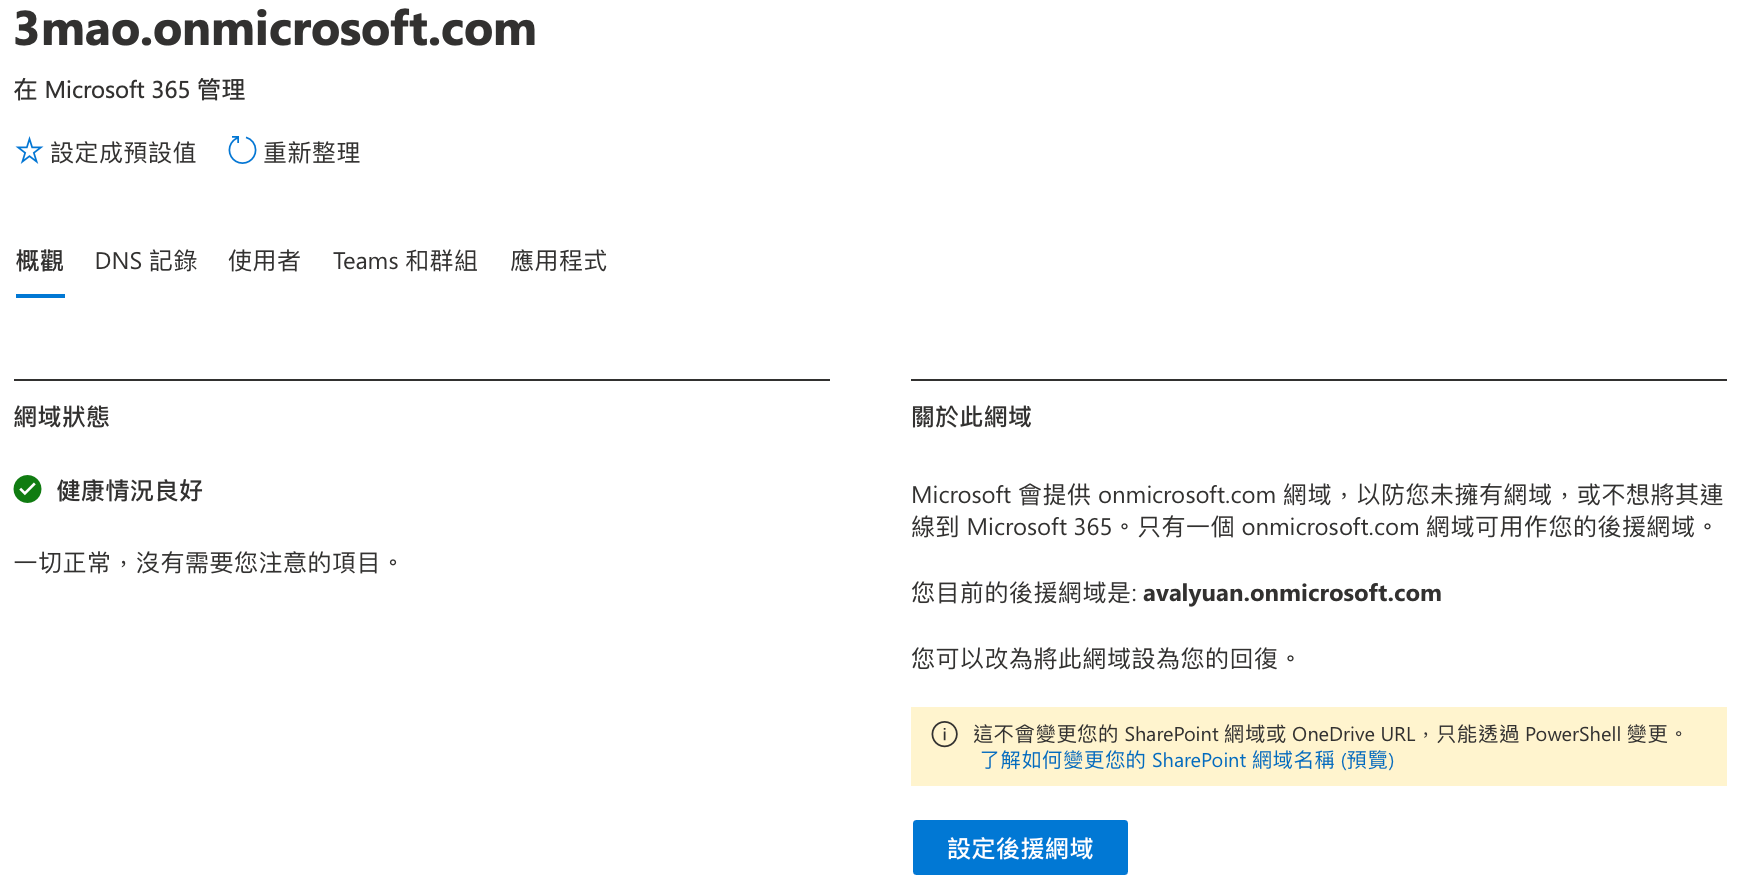 3mao.onmicrosoft.com
在 Microsoft 365 管理
設定成預設值 重新整理
概觀 DNS 記錄 使用者 Teams 和群組 應用程式
網域狀態
健康情況良好
一切正常，沒有需要您注意的項目。
關於此網域
Microsoft 會提供 onmicrosoft.com 網域，以防您未擁有網域，或不想將其連
線到 Microsoft 365。只有一個 onmicrosoft.com 網域可用作您的後援網域。
您目前的後援網域是: avalyuan.onmicrosoft.com
您可以改為將此網域設為您的回復。
這不會變更您的 SharePoint 網域或 OneDrive URL，只能透過 PowerShell 變更。
了解如何變更您的 SharePoint 網域名稱 (預覽)
設定後援網域